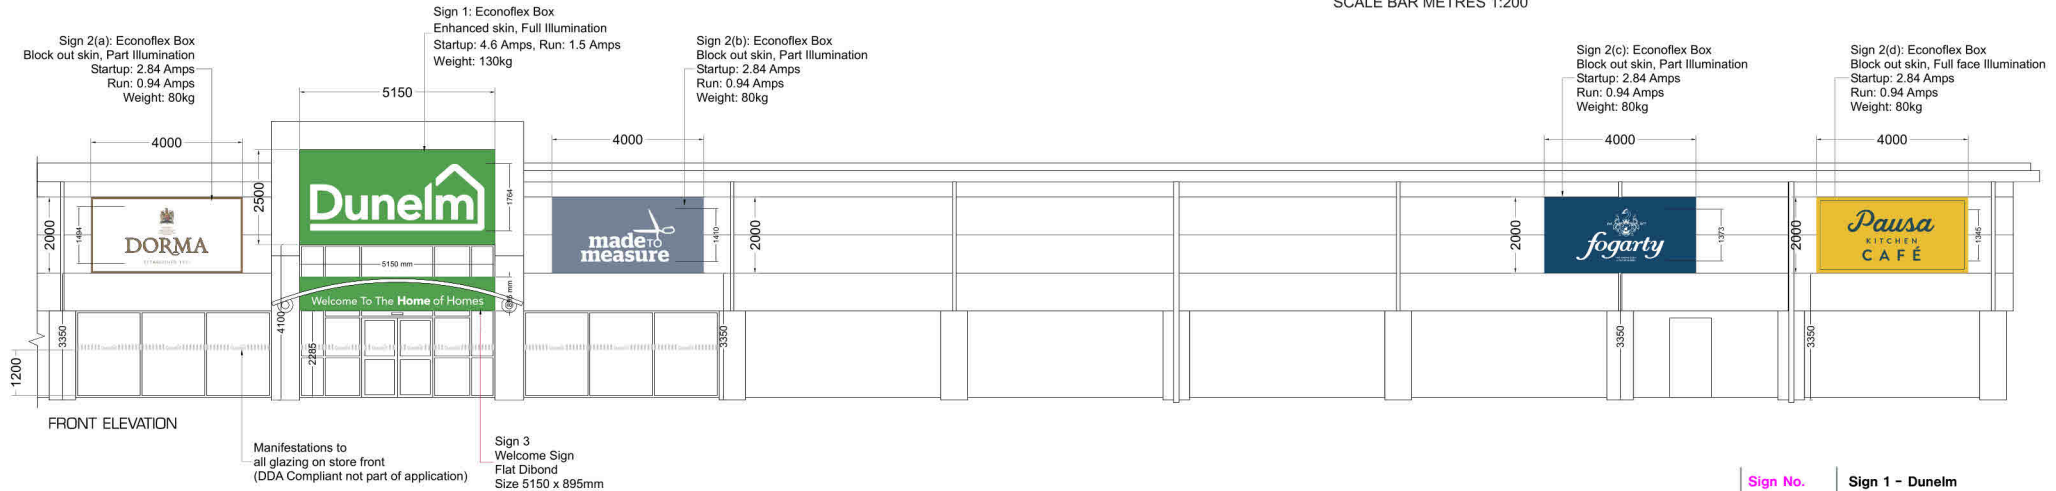 SCALE BAR METRES 1:200
Sign 1: Econoflex Box
Enhanced skin, Full Illumination
Startup: 4.6 Amps, Run: 1.5 Amps
Weight: 130kg
Sign 2(a): Econoflex Box
Block out skin, Part Illumination
Startup: 2.84 Amps
Run: 0.94 Amps
Weight: 80kg
Sign 2(b): Econoflex Box
Block out skin, Part Illumination
Startup: 2.84 Amps
Run: 0.94 Amps
Weight: 80kg
Sign 2(c): Econoflex Box
Block out skin, Part Illumination
Startup: 2.84 Amps
Run: 0.94 Amps
Weight: 80kg
Sign 2(d): Econoflex Box
Block out skin, Full face Illumination
Startup: 2.84 Amps
Run: 0.94 Amps
Weight: 80kg
5150
4000
4000
4000
4000
2000
1494
DORMA
2500
Dunelm
1764
made TO
measure
1410
2000
2000
fogarty
1373
2000
Pausa
KITCHEN
CAFÉ
1345
5150 mm
Welcome To The Home of Homes
3350
4100
2285
3350
3350
3350
1200
FRONT ELEVATION
Manifestations to
all glazing on store front
(DDA Compliant not part of application)
Sign 3
Welcome Sign
Flat Dibond
Size 5150 x 895mm
Sign No.
Sign 1 - Dunelm